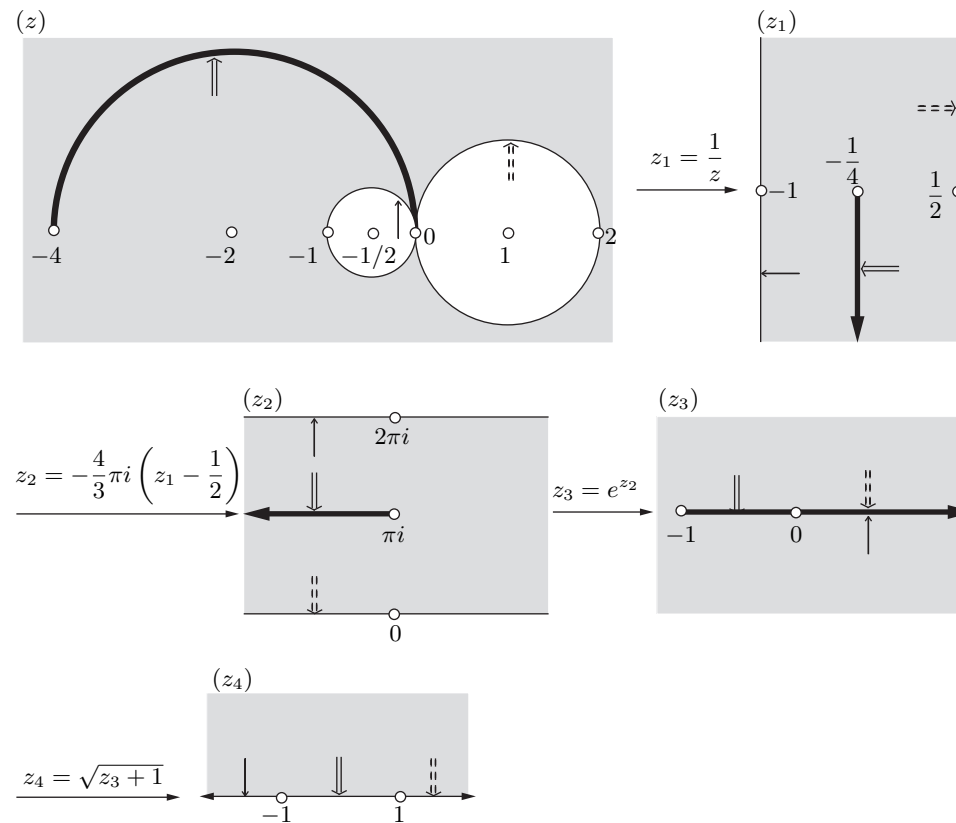 (z)
(z₁)
−4
−2
−1
−1/2
0
1
2
z₁ = 1/z
−1
−1/4
1/2
z₂ = −4/3 πi (z₁ − 1/2)
(z₂)
2πi
πi
0
z₃ = e^{z₂}
(z₃)
−1
0
z₄ = √(z₃ + 1)
(z₄)
−1
1